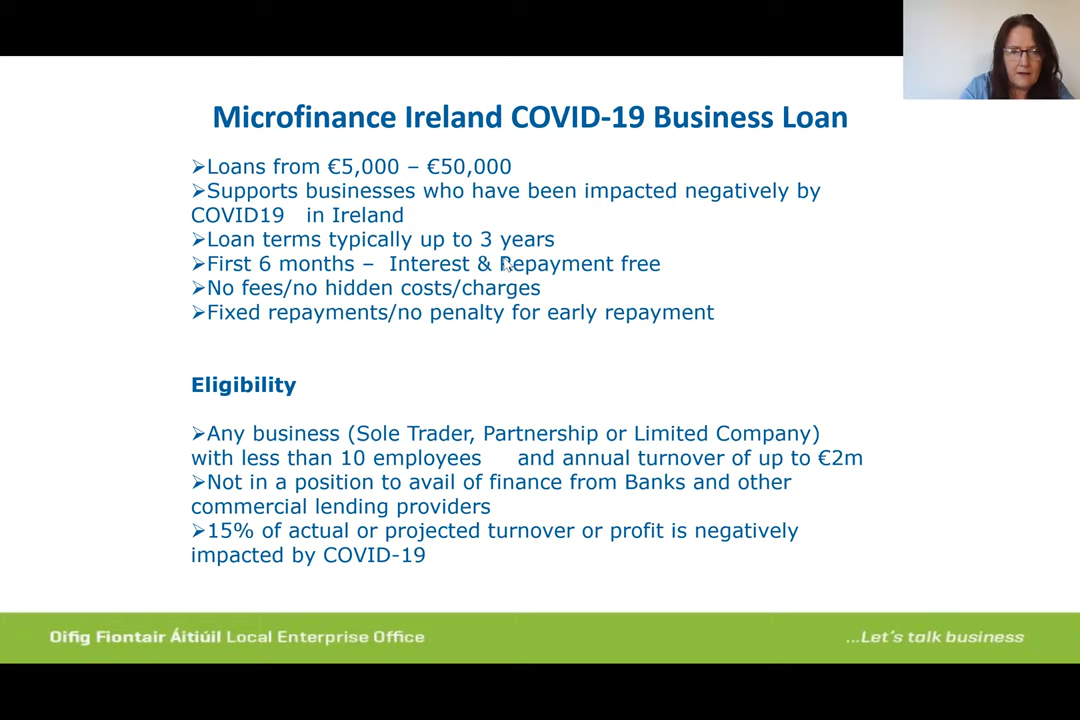 Microfinance Ireland COVID-19 Business Loan
➢Loans from €5,000 – €50,000
➢Supports businesses who have been impacted negatively by
COVID19 in Ireland
➢Loan terms typically up to 3 years
➢First 6 months – Interest & Repayment free
➢No fees/no hidden costs/charges
➢Fixed repayments/no penalty for early repayment
Eligibility
➢Any business (Sole Trader, Partnership or Limited Company)
with less than 10 employees and annual turnover of up to €2m
➢Not in a position to avail of finance from Banks and other
commercial lending providers
➢15% of actual or projected turnover or profit is negatively
impacted by COVID-19
Oifig Fiontair Áitiúil Local Enterprise Office
...Let's talk business